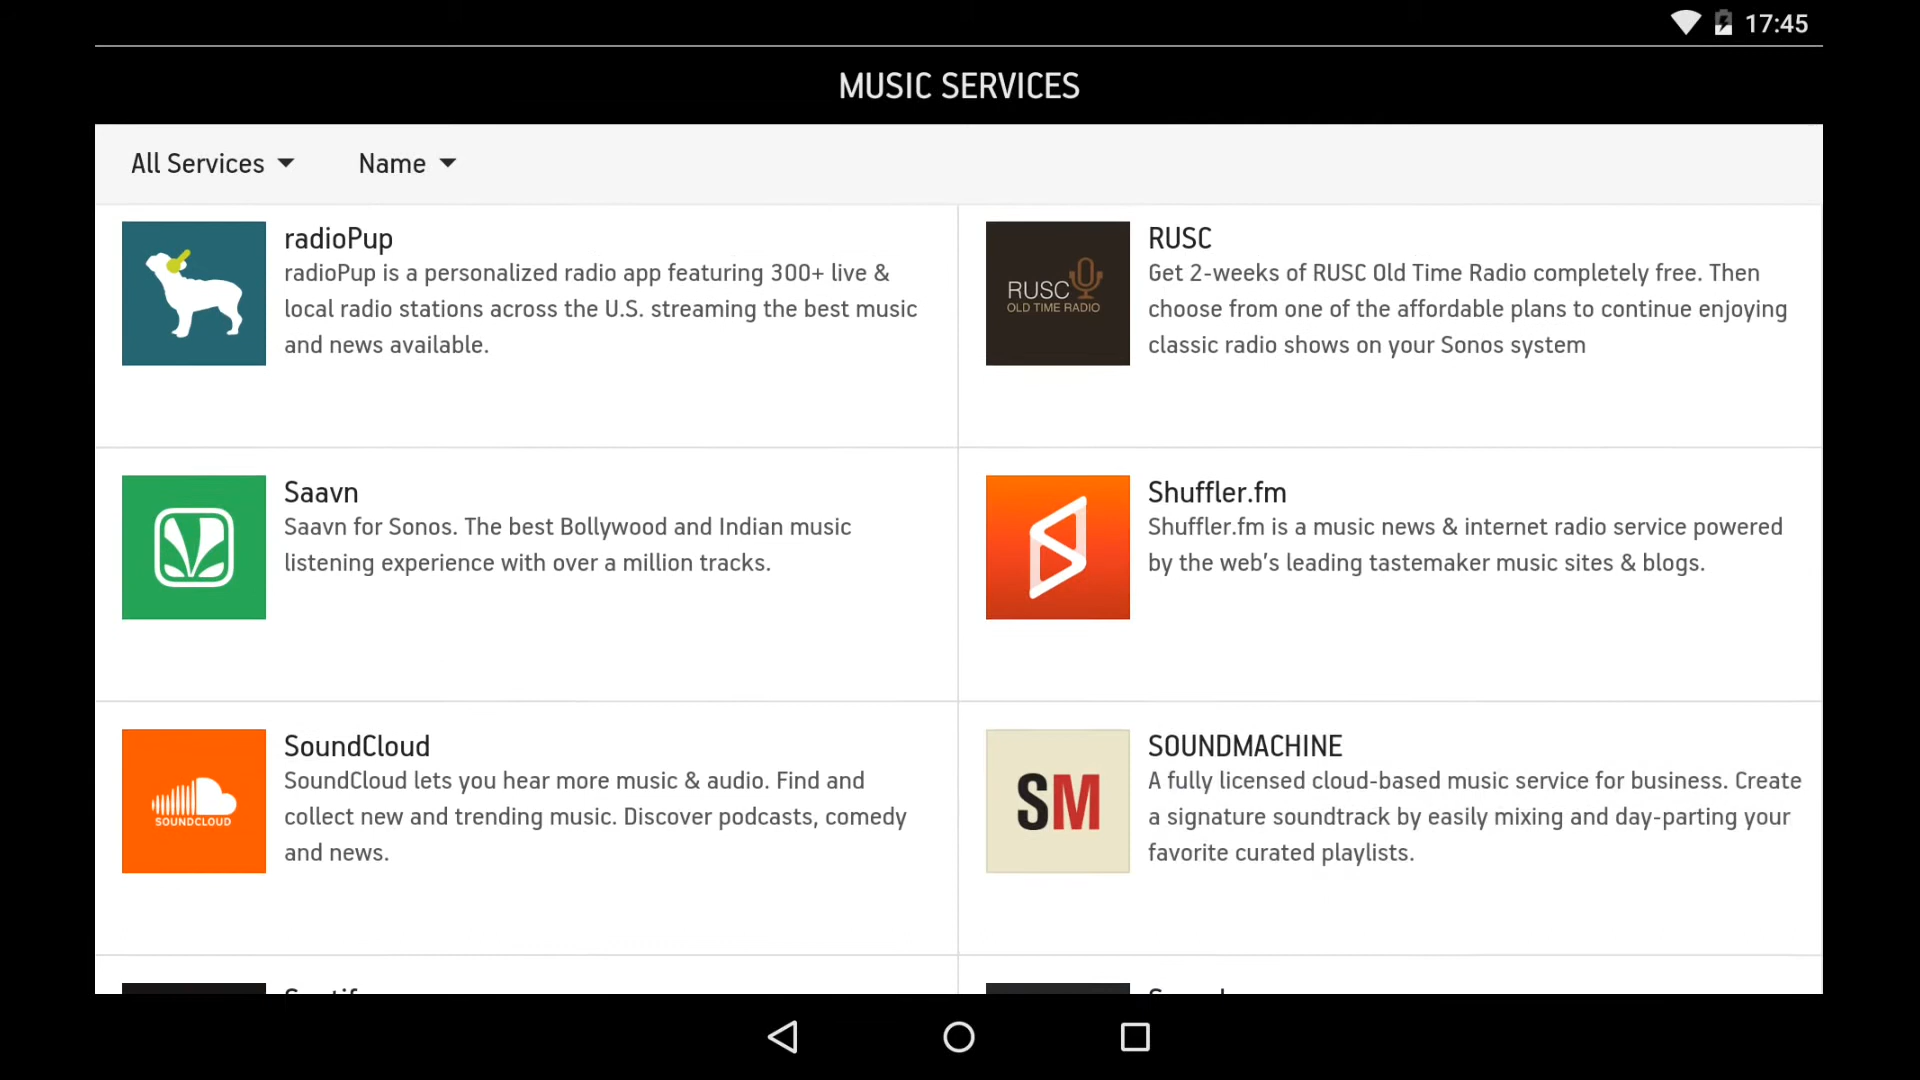 17:45
MUSIC SERVICES
All Services
Name
radioPup
radioPup is a personalized radio app featuring 300+ live &
local radio stations across the U.S. streaming the best music
and news available.
RUSC
OLD TIME RADIO
RUSC
Get 2-weeks of RUSC Old Time Radio completely free. Then
choose from one of the affordable plans to continue enjoying
classic radio shows on your Sonos system
Saavn
Saavn for Sonos. The best Bollywood and Indian music
listening experience with over a million tracks.
Shuffler.fm
Shuffler.fm is a music news & internet radio service powered
by the web’s leading tastemaker music sites & blogs.
SOUNDCLOUD
SoundCloud
SoundCloud lets you hear more music & audio. Find and
collect new and trending music. Discover podcasts, comedy
and news.
SM
SOUNDMACHINE
A fully licensed cloud-based music service for business. Create
a signature soundtrack by easily mixing and day-parting your
favorite curated playlists.